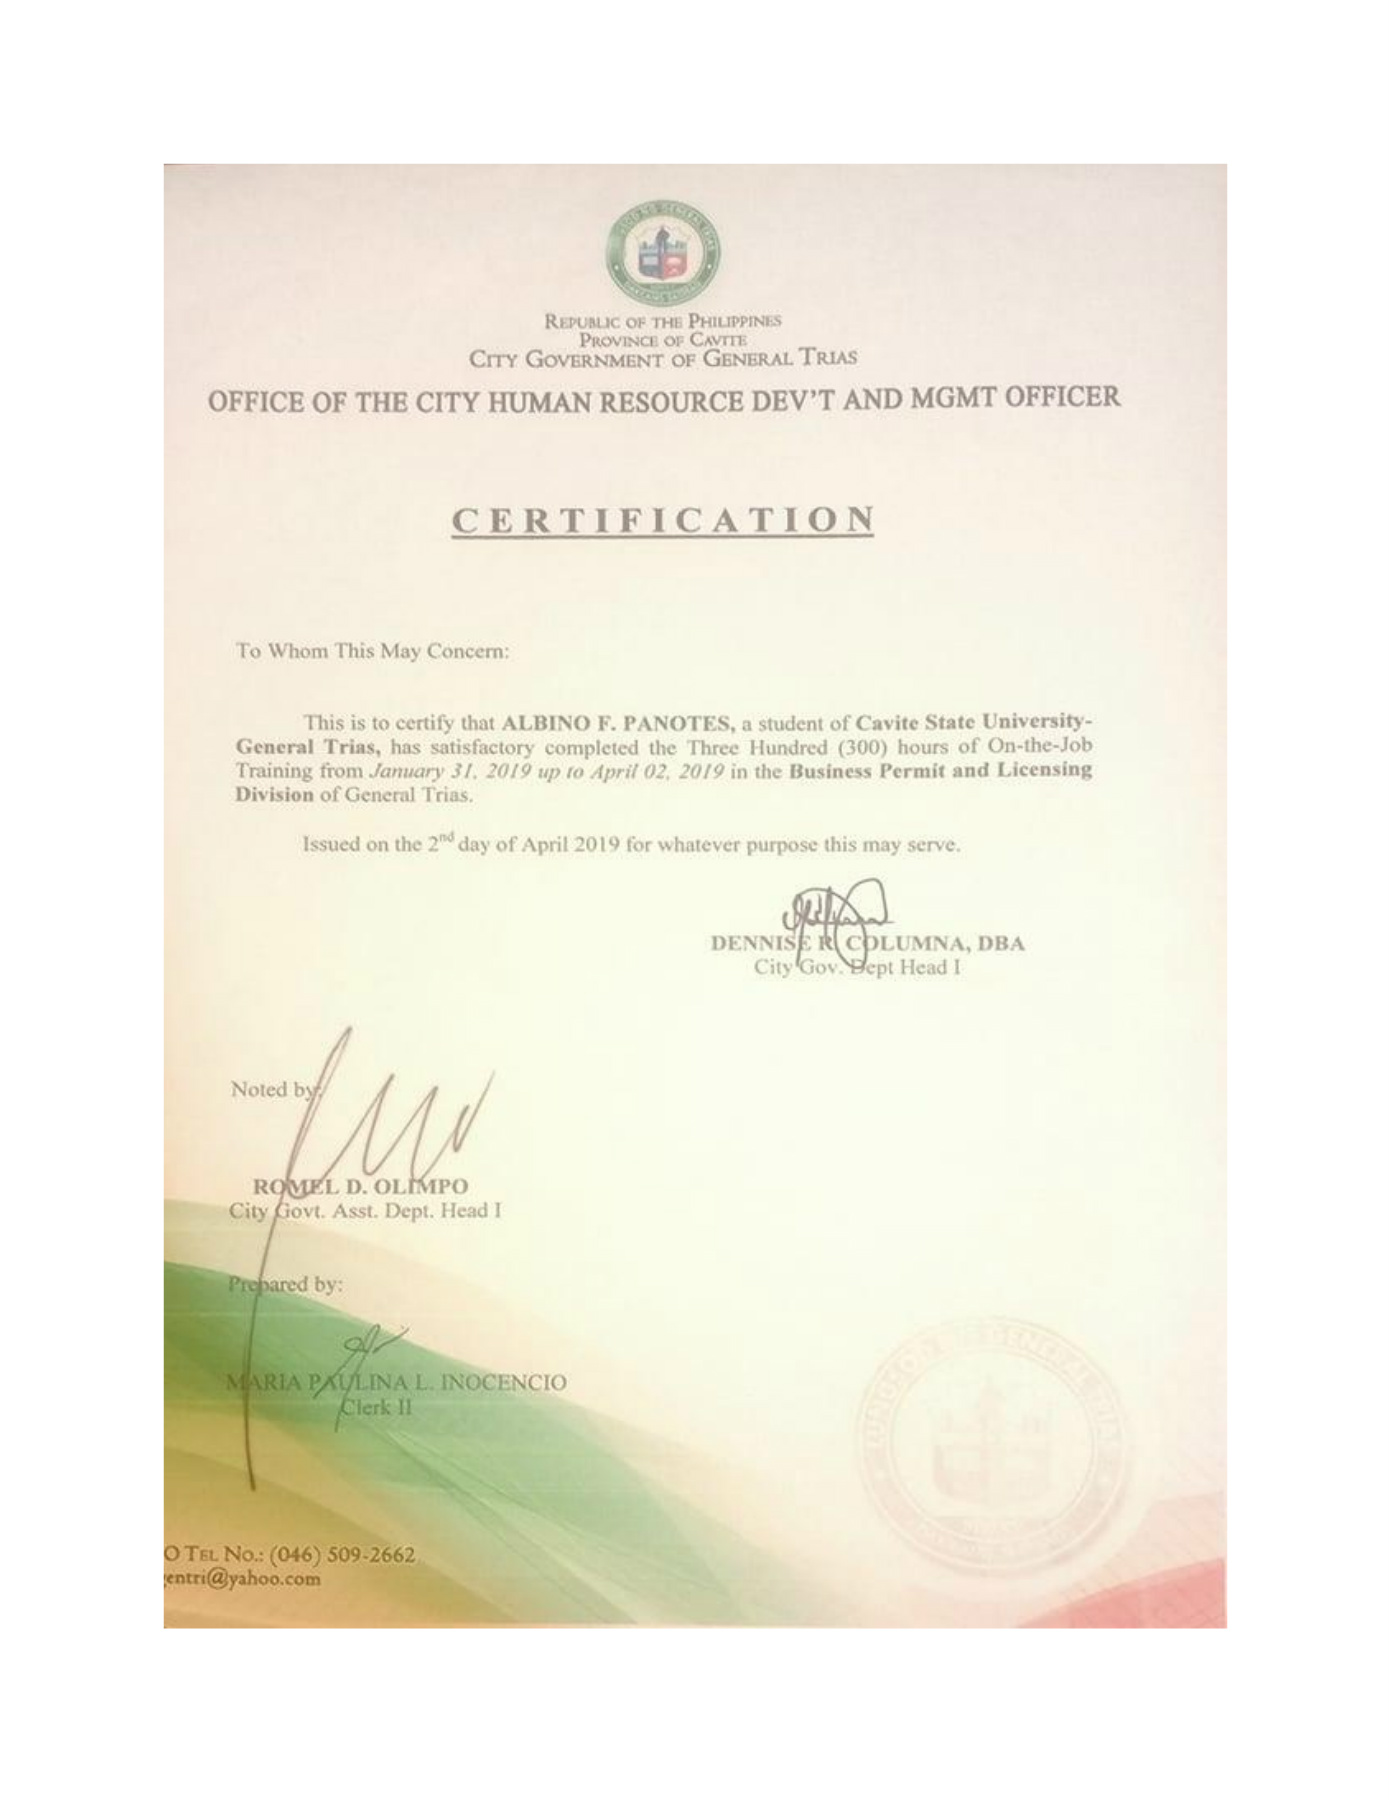 REPUBLIC OF THE PHILIPPINES
PROVINCE OF CAVITE
CITY GOVERNMENT OF GENERAL TRIAS
OFFICE OF THE CITY HUMAN RESOURCE DEV'T AND MGMT OFFICER
CERTIFICATION
To Whom This May Concern:
This is to certify that ALBINO F. PANOTES, a student of Cavite State University-
General Trias, has satisfactory completed the Three Hundred (300) hours of On-the-Job
Training from January 31, 2019 up to April 02, 2019 in the Business Permit and Licensing
Division of General Trias.
Issued on the 2nd day of April 2019 for whatever purpose this may serve.
DENNISE R. COLUMNA, DBA
City Gov. Dept Head I
Noted by:
ROMEL D. OLIMPO
City Govt. Asst. Dept. Head I
Prepared by:
MARIA PAULINA L. INOCENCIO
Clerk II
O TEL NO.: (046) 509-2662
entri@yahoo.com